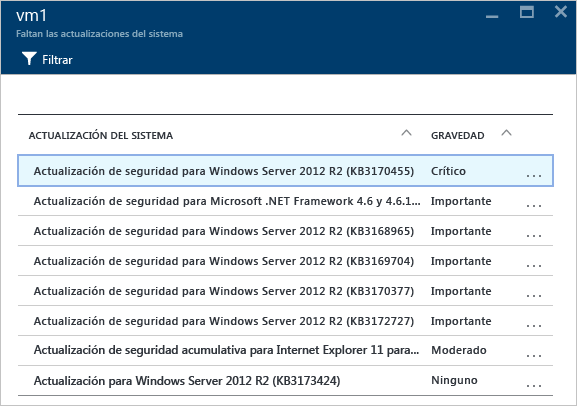 vm1
Faltan las actualizaciones del sistema
Filtrar
ACTUALIZACIÓN DEL SISTEMA GRAVEDAD
Actualización de seguridad para Windows Server 2012 R2 (KB3170455) Crítico ...
Actualización de seguridad para Microsoft .NET Framework 4.6 y 4.6.1... Importante ...
Actualización de seguridad para Windows Server 2012 R2 (KB3168965) Importante ...
Actualización de seguridad para Windows Server 2012 R2 (KB3169704) Importante ...
Actualización de seguridad para Windows Server 2012 R2 (KB3170377) Importante ...
Actualización de seguridad para Windows Server 2012 R2 (KB3172727) Importante ...
Actualización de seguridad acumulativa para Internet Explorer 11 para... Moderado ...
Actualización para Windows Server 2012 R2 (KB3173424) Ninguno ...